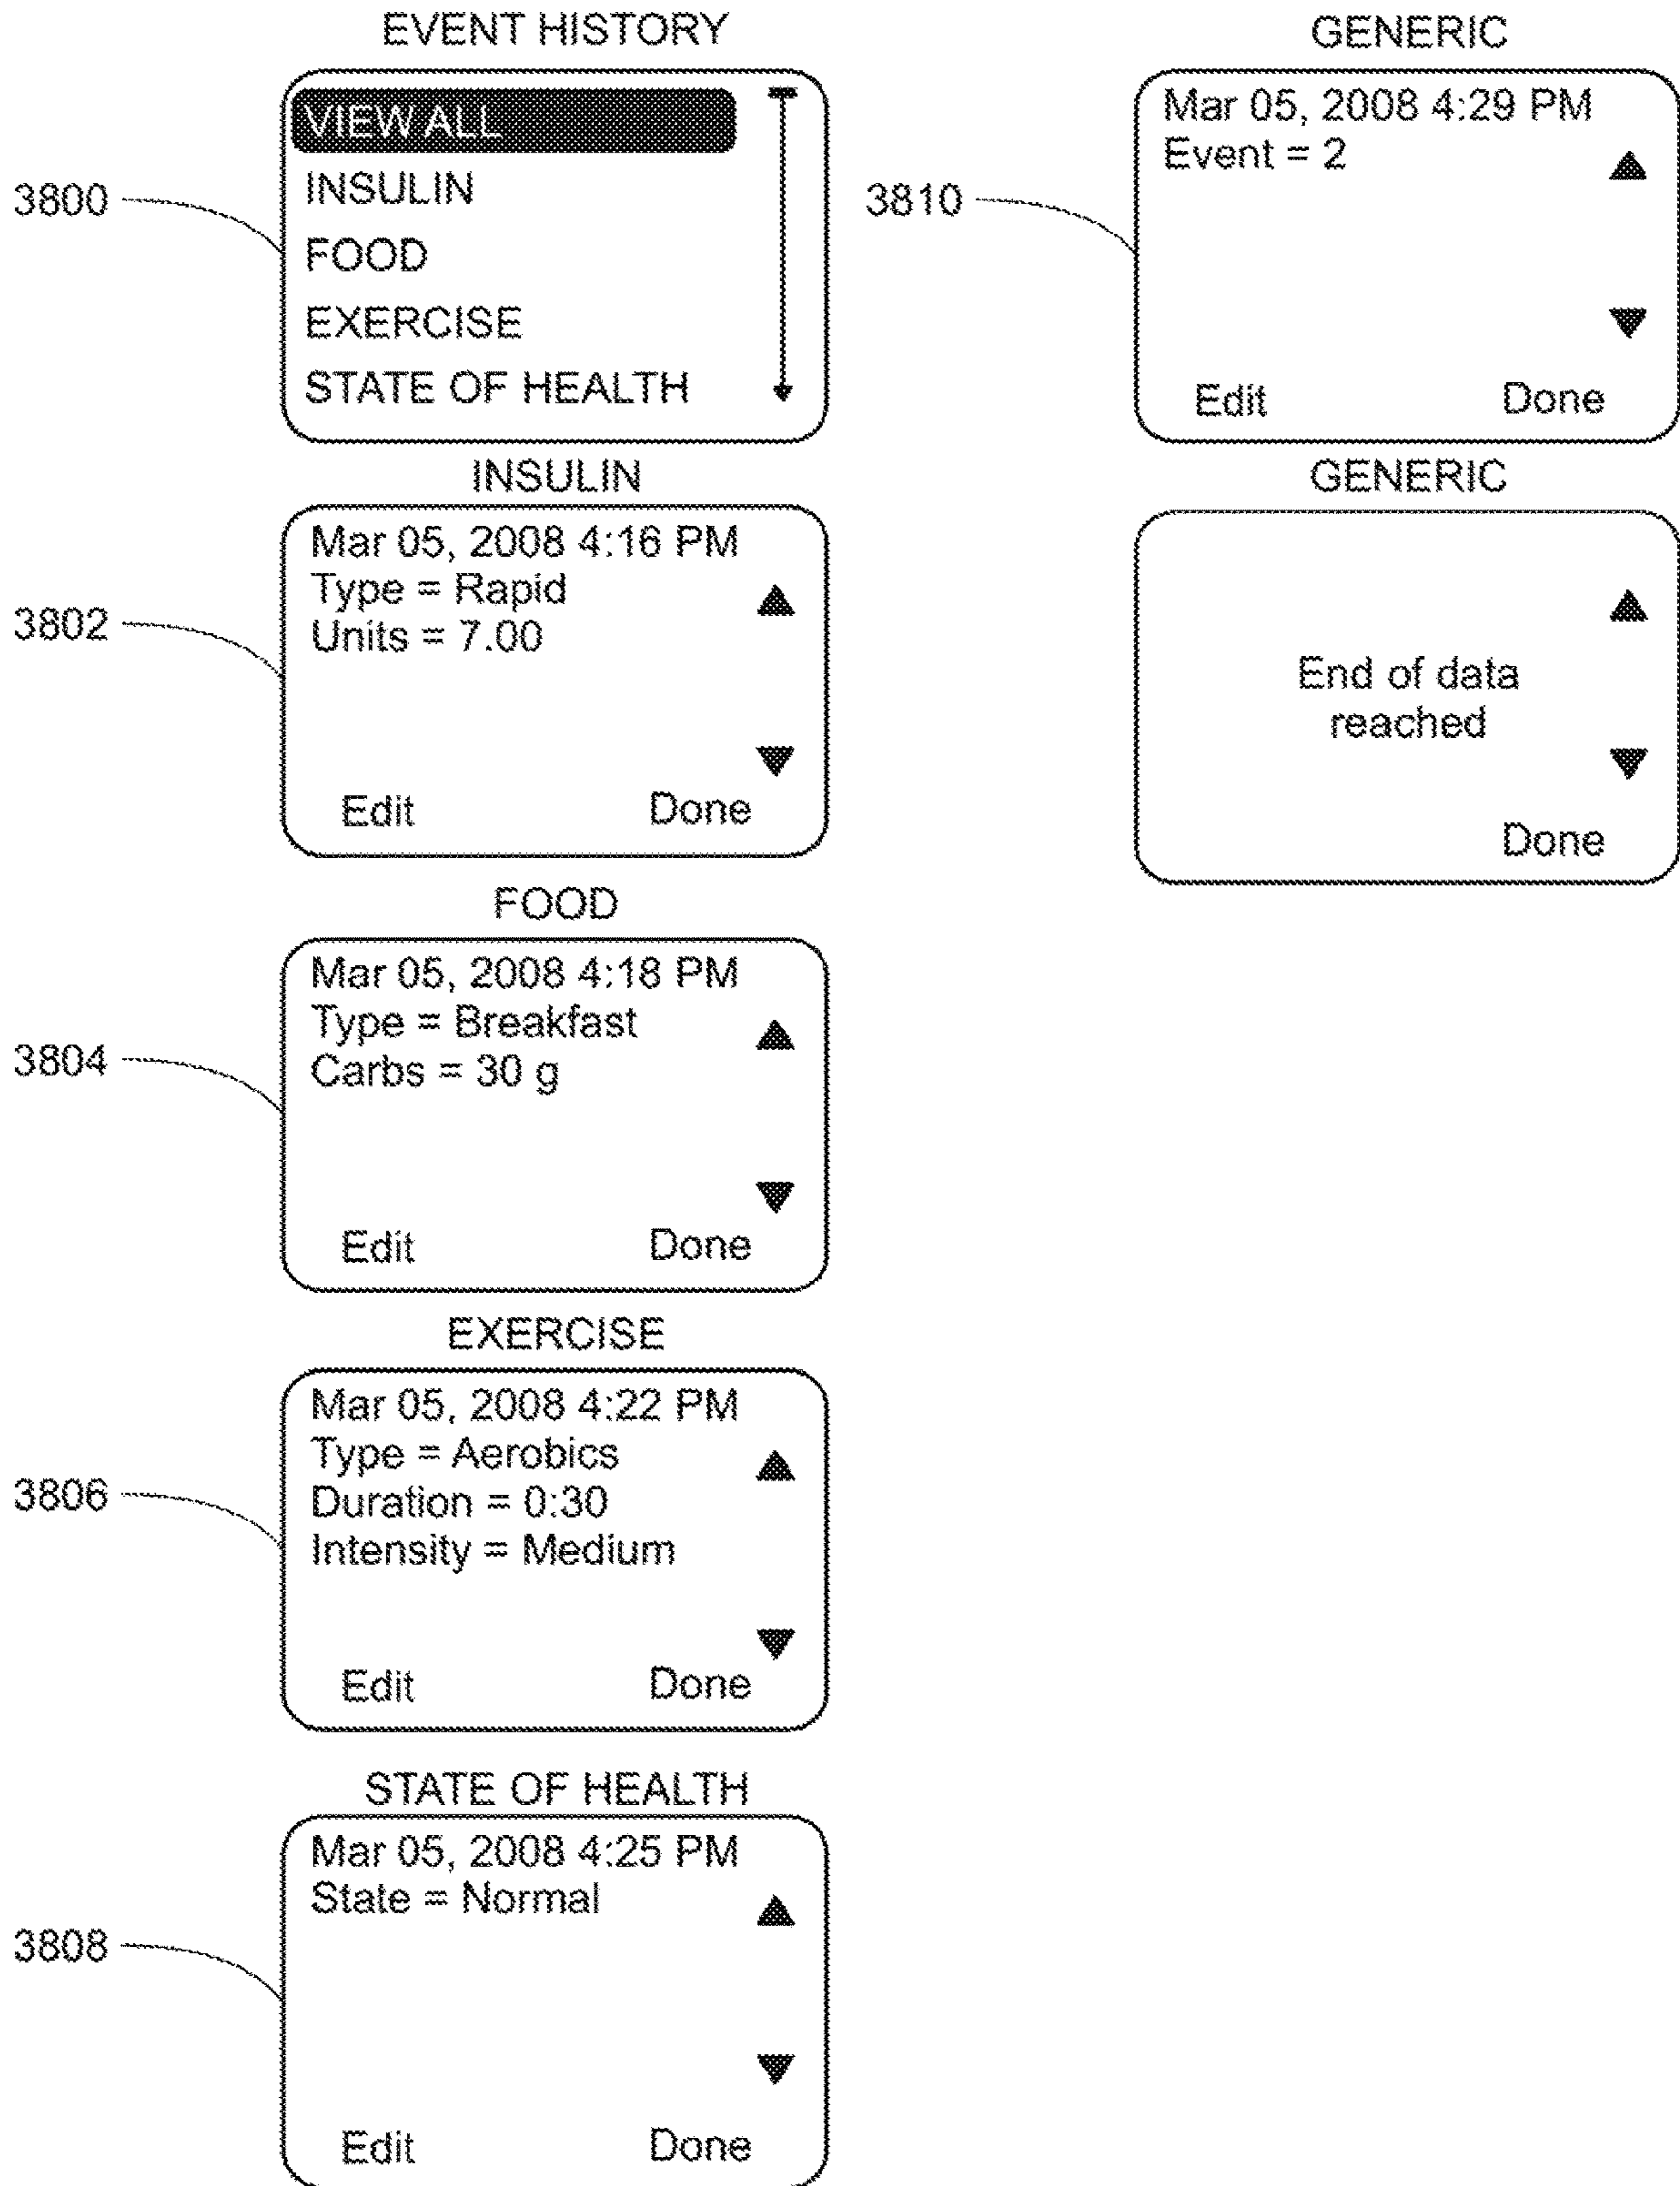 EVENT HISTORY
3800
VIEW ALL
INSULIN
FOOD
EXERCISE
STATE OF HEALTH
INSULIN
3802
Mar 05, 2008 4:16 PM
Type = Rapid
Units = 7.00
Edit Done
FOOD
3804
Mar 05, 2008 4:18 PM
Type = Breakfast
Carbs = 30 g
Edit Done
EXERCISE
3806
Mar 05, 2008 4:22 PM
Type = Aerobics
Duration = 0:30
Intensity = Medium
Edit Done
STATE OF HEALTH
3808
Mar 05, 2008 4:25 PM
State = Normal
Edit Done
GENERIC
3810
Mar 05, 2008 4:29 PM
Event = 2
Edit Done
GENERIC
End of data
reached
Done